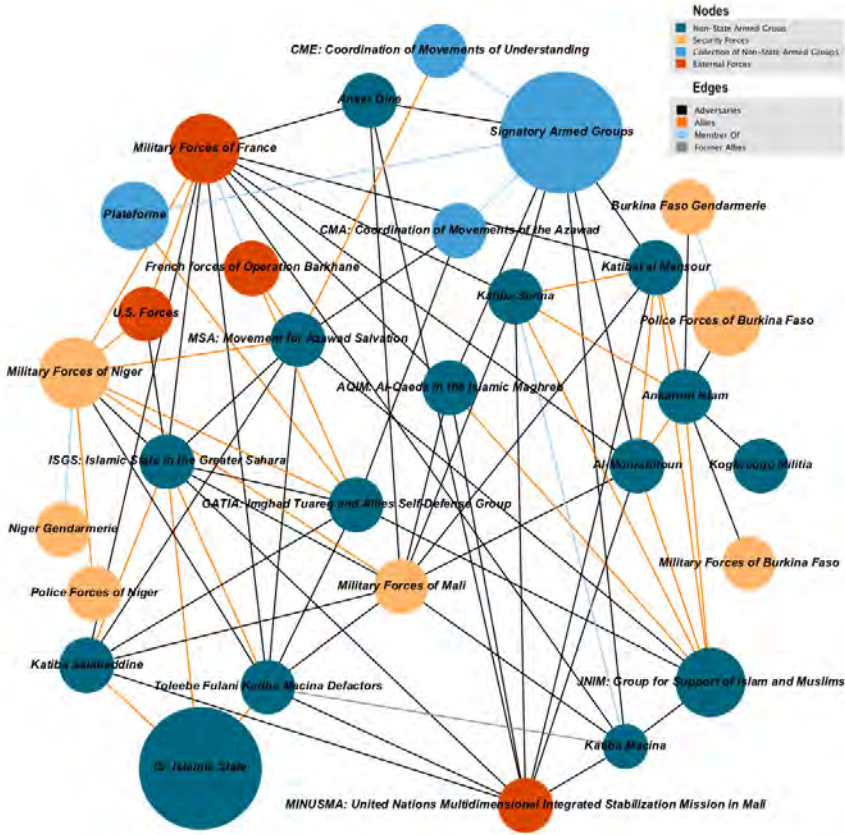 Nodes
Non-State Armed Group
Security Forces
Collection of Non-State Armed Groups
External Forces
Edges
Adversaries
Allies
Member Of
Former Allies
CME: Coordination of Movements of Understanding
Ansar Dine
Signatory Armed Groups
Military Forces of France
Burkina Faso Gendarmerie
Plateforme
CMA: Coordination of Movements of the Azawad
French forces of Operation Barkhane
Katibat al Mansour
Katiba Serma
U.S. Forces
Police Forces of Burkina Faso
MSA: Movement for Azawad Salvation
Military Forces of Niger
AQIM: Al-Qaeda in the Islamic Maghreb
Ansaroul Islam
ISGS: Islamic State in the Greater Sahara
Al-Mourabitoun
Kogleweogo Militia
GATIA: Imghad Tuareg and Allies Self-Defense Group
Niger Gendarmerie
Military Forces of Burkina Faso
Police Forces of Niger
Military Forces of Mali
Katiba Salaheddine
Toleebe Fulani Katiba Macina Defactors
JNIM: Group for Support of Islam and Muslims
Katiba Macina
IS: Islamic State
MINUSMA: United Nations Multidimensional Integrated Stabilization Mission in Mali